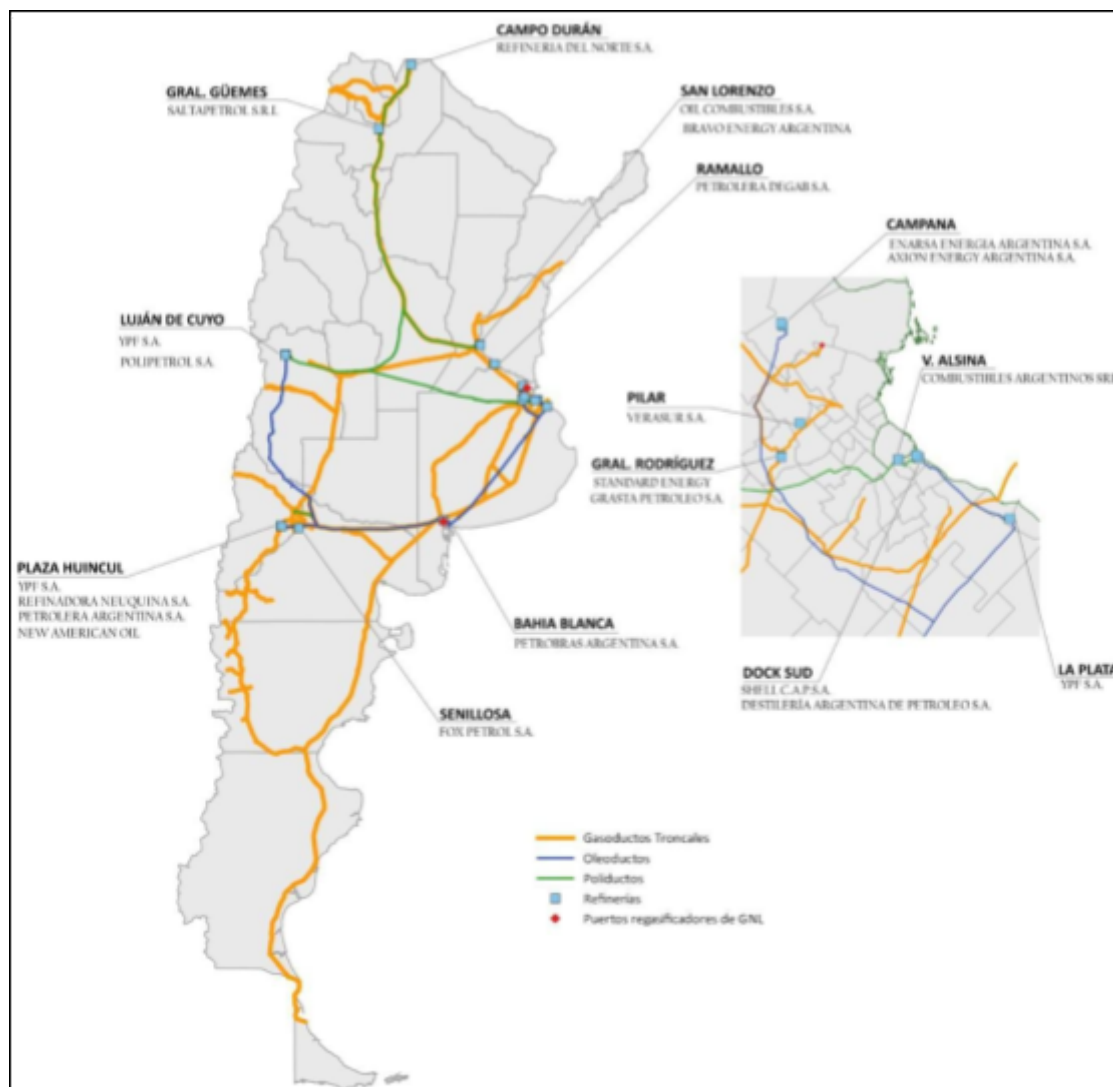 CAMPO DURÁN
REFINERIA DEL NORTE S.A.
GRAL. GÜEMES
SALTAPETROL S.R.L
SAN LORENZO
OIL COMBUSTIBLES S.A.
BRAVO ENERGY ARGENTINA
RAMALLO
PETROLERA DEGAB S.A.
CAMPANA
ENARSA ENERGIA ARGENTINA S.A.
AXION ENERGY ARGENTINA S.A.
LUJÁN DE CUYO
YPF S.A.
POLIPETROL S.A.
V. ALSINA
COMBUSTIBLES ARGENTINOS SRL
PILAR
VERASUR S.A.
GRAL. RODRÍGUEZ
STANDARD ENERGY
GRASTA PETROLEO S.A.
PLAZA HUINCUL
YPF S.A.
REFINADORA NEUQUINA S.A.
PETROLERA ARGENTINA S.A.
NEW AMERICAN OIL
BAHIA BLANCA
PETROBRAS ARGENTINA S.A.
DOCK SUD
SHELL C.A.P.S.A.
DESTILERÍA ARGENTINA DE PETROLEO S.A.
LA PLATA
YPF S.A.
SENILLOSA
FOX PETROL S.A.
Gasoductos Troncales
Oleoductos
Poliductos
Refinerías
Puertos regasificadores de GNL